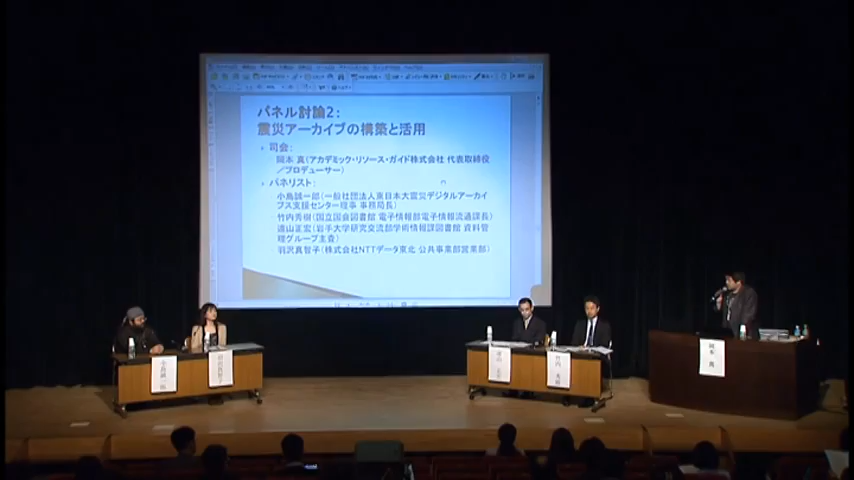 パネル討論2:
震災アーカイブの構築と活用
司会:
岡本 真(アカデミック・リソース・ガイド株式会社 代表取締役
/プロデューサー)
パネリスト:
小島誠一郎(一般社団法人東日本大震災デジタルアーカイ
ブス支援センター理事 事務局長)
竹内秀樹(国立国会図書館 電子情報部電子情報流通課長)
遠山正宏(岩手大学研究交流部学術情報課図書館 資料管
理グループ主査)
羽沢真智子(株式会社NTTデータ東北 公共事業部営業部)
岡本 真